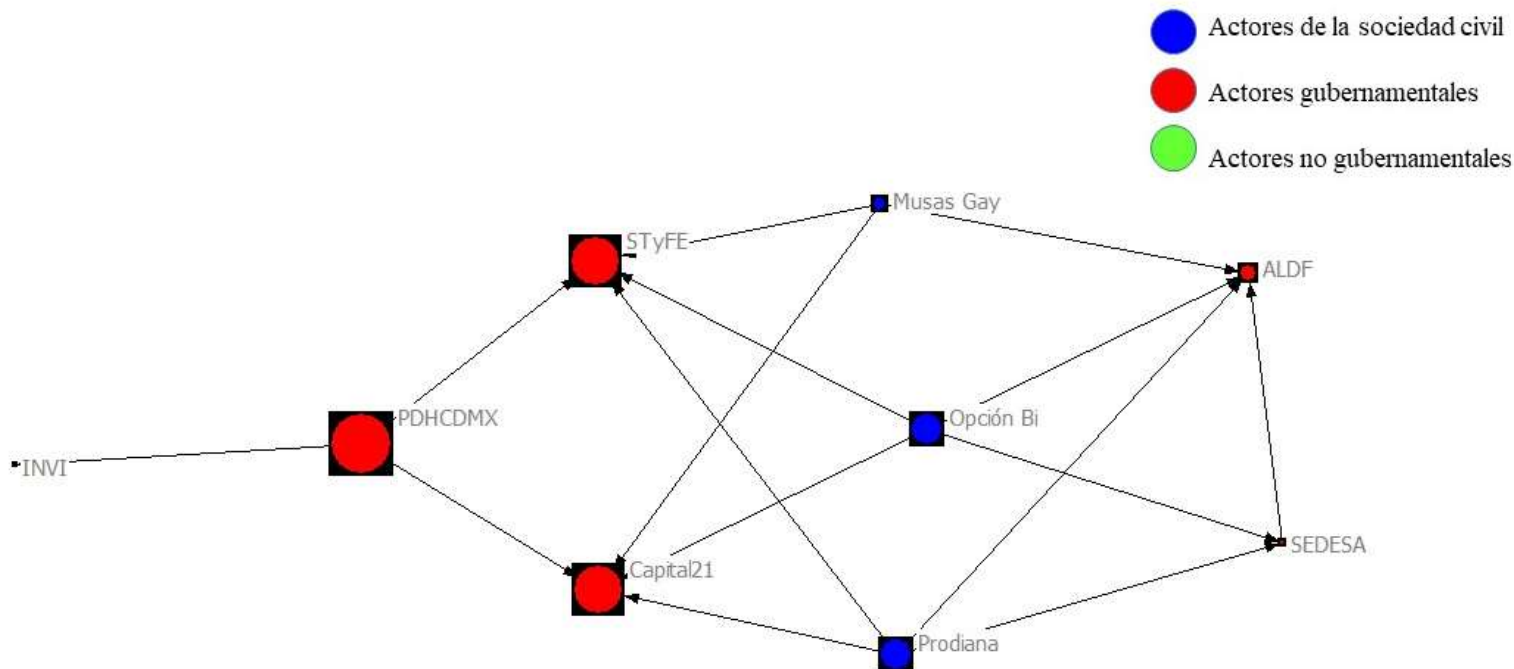 Actores de la sociedad civil
Actores gubernamentales
Actores no gubernamentales
Musas Gay
STyFE
ALDF
PDHCDMX
Opción Bi
INVI
SEDESA
Capital21
Prodiana